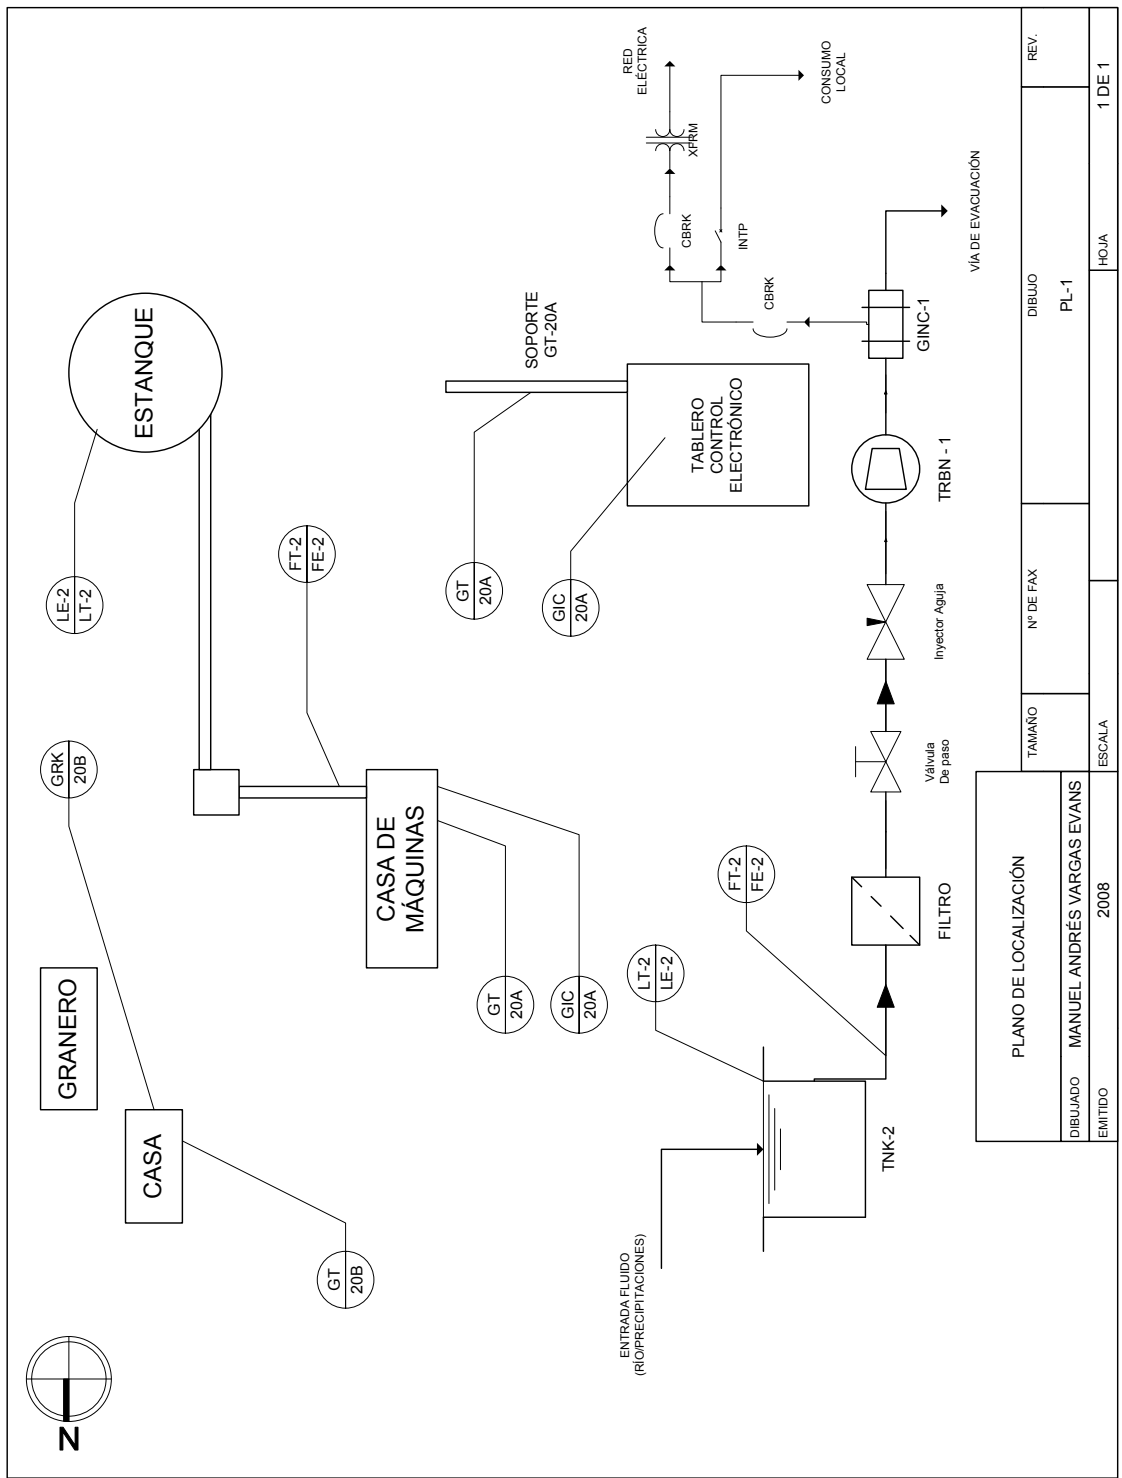 N
GRANERO
CASA
GRK
20B
GT
20B
LE-2
LT-2
ESTANQUE
FT-2
FE-2
CASA DE
MÁQUINAS
GT
20A
GIC
20A
SOPORTE
GT-20A
GT
20A
GIC
20A
TABLERO
CONTROL
ELECTRÓNICO
RED
ELÉCTRICA
XFRM
CBRK
INTP
CONSUMO
LOCAL
CBRK
ENTRADA FLUIDO
(RÍO/PRECIPITACIONES)
LT-2
LE-2
FT-2
FE-2
TNK-2
FILTRO
Válvula
De paso
Inyector Aguja
TRBN - 1
GINC-1
VÍA DE EVACUACIÓN
PLANO DE LOCALIZACIÓN
TAMAÑO
Nº DE FAX
DIBUJO
PL-1
REV.
DIBUJADO
MANUEL ANDRÉS VARGAS EVANS
EMITIDO
2008
ESCALA
HOJA
1 DE 1